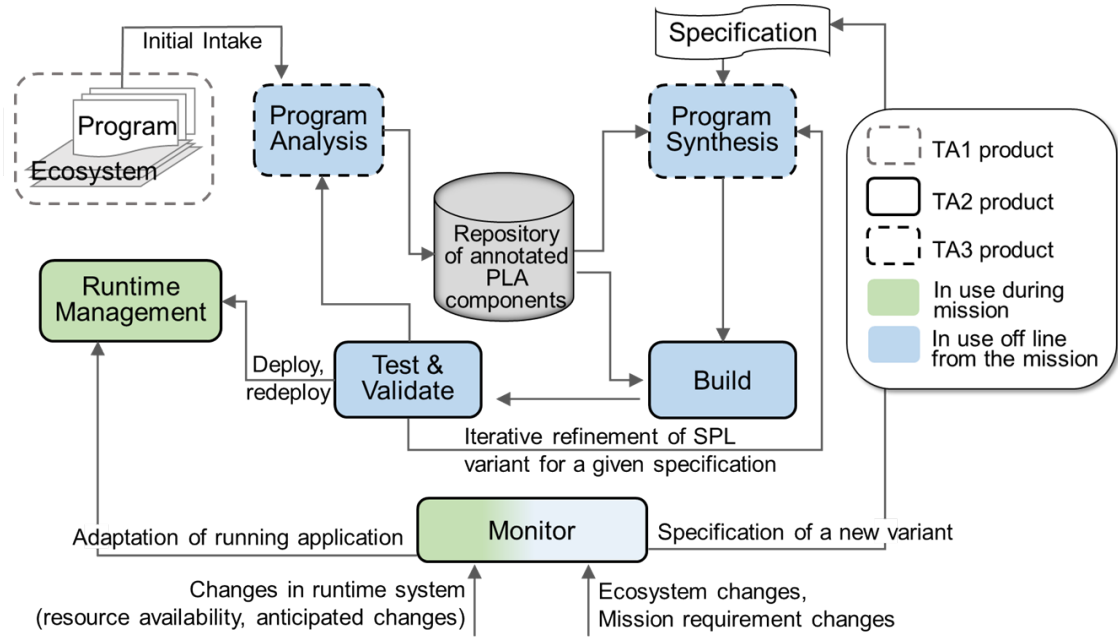 Initial Intake
Specification
Program
Ecosystem
Program
Analysis
Program
Synthesis
TA1 product
TA2 product
TA3 product
In use during
mission
In use off line
from the mission
Repository
of annotated
PLA
components
Runtime
Management
Deploy,
redeploy
Test &
Validate
Build
Iterative refinement of SPL
variant for a given specification
Adaptation of running application
Monitor
Specification of a new variant
Changes in runtime system
(resource availability, anticipated changes)
Ecosystem changes,
Mission requirement changes